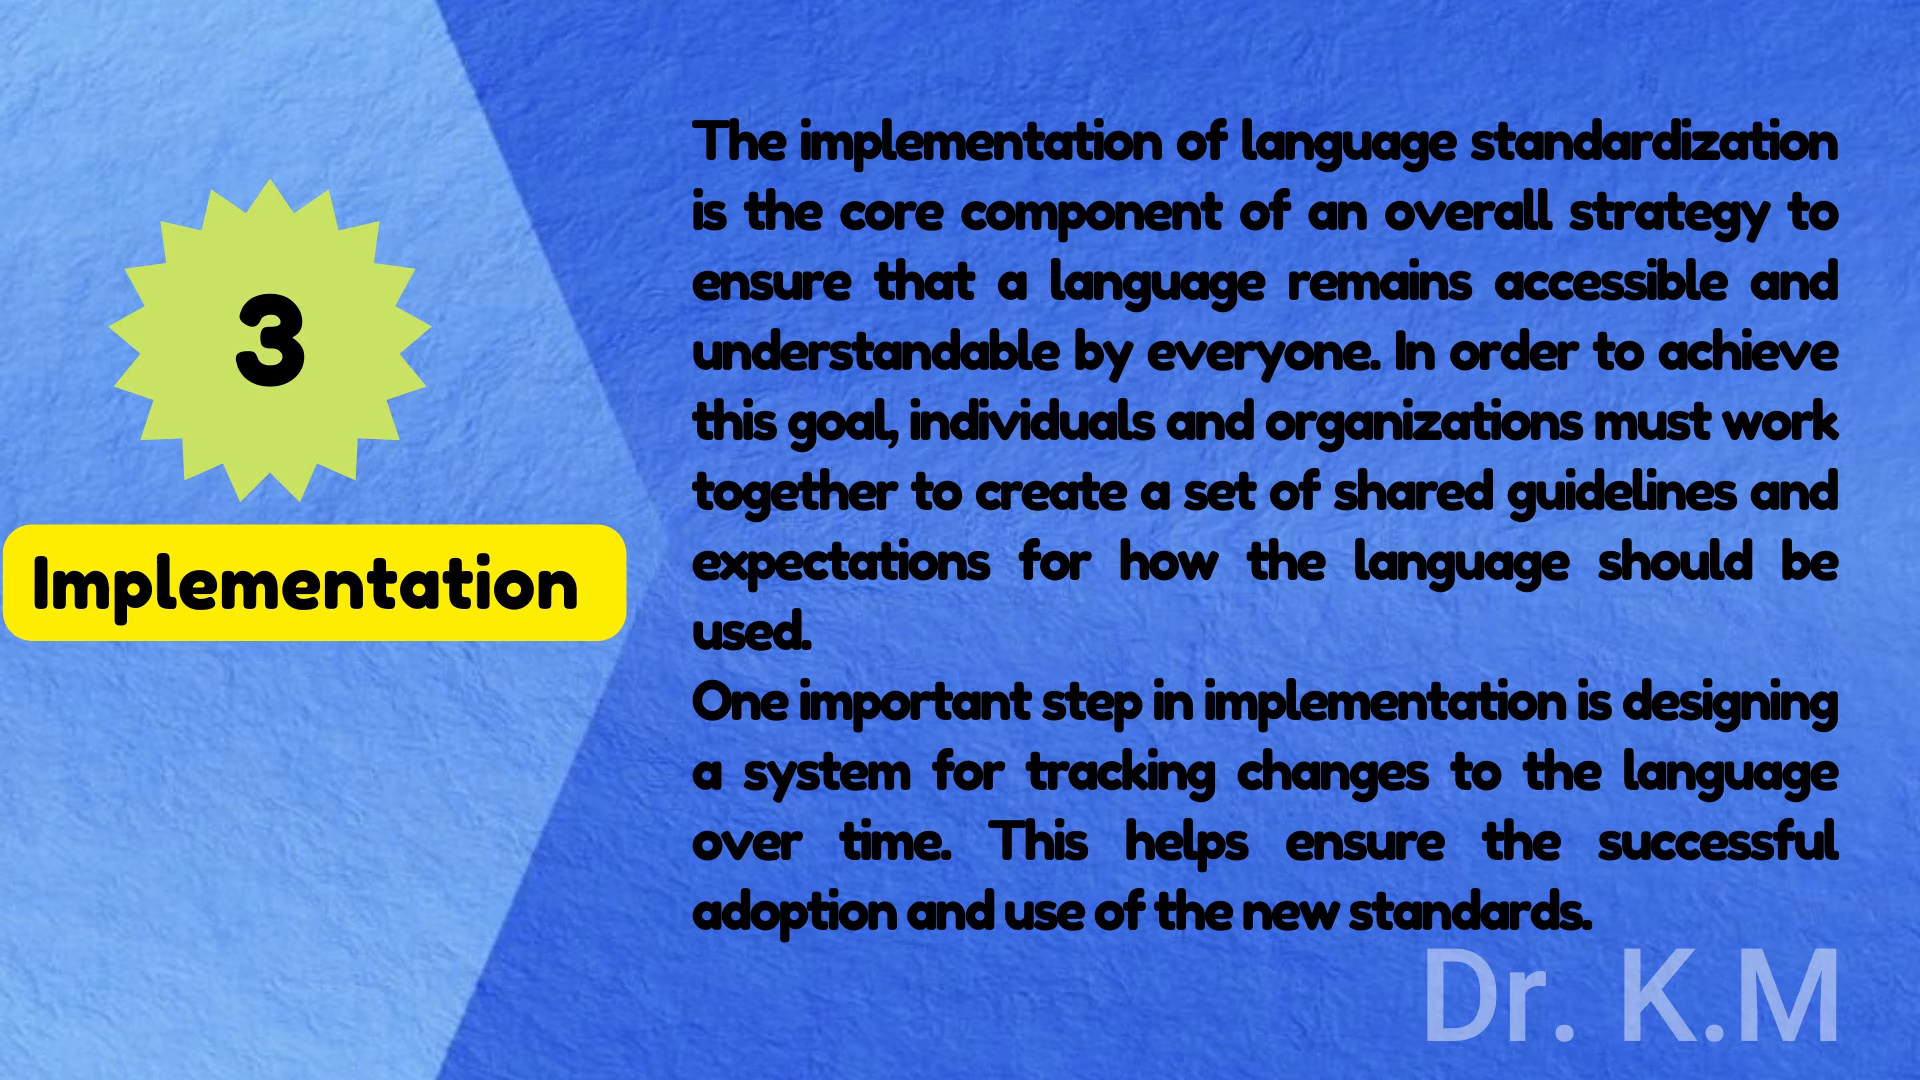 3
Implementation
The implementation of language standardization
is the core component of an overall strategy to
ensure that a language remains accessible and
understandable by everyone. In order to achieve
this goal, individuals and organizations must work
together to create a set of shared guidelines and
expectations for how the language should be
used.
One important step in implementation is designing
a system for tracking changes to the language
over time. This helps ensure the successful
adoption and use of the new standards.
Dr. K.M